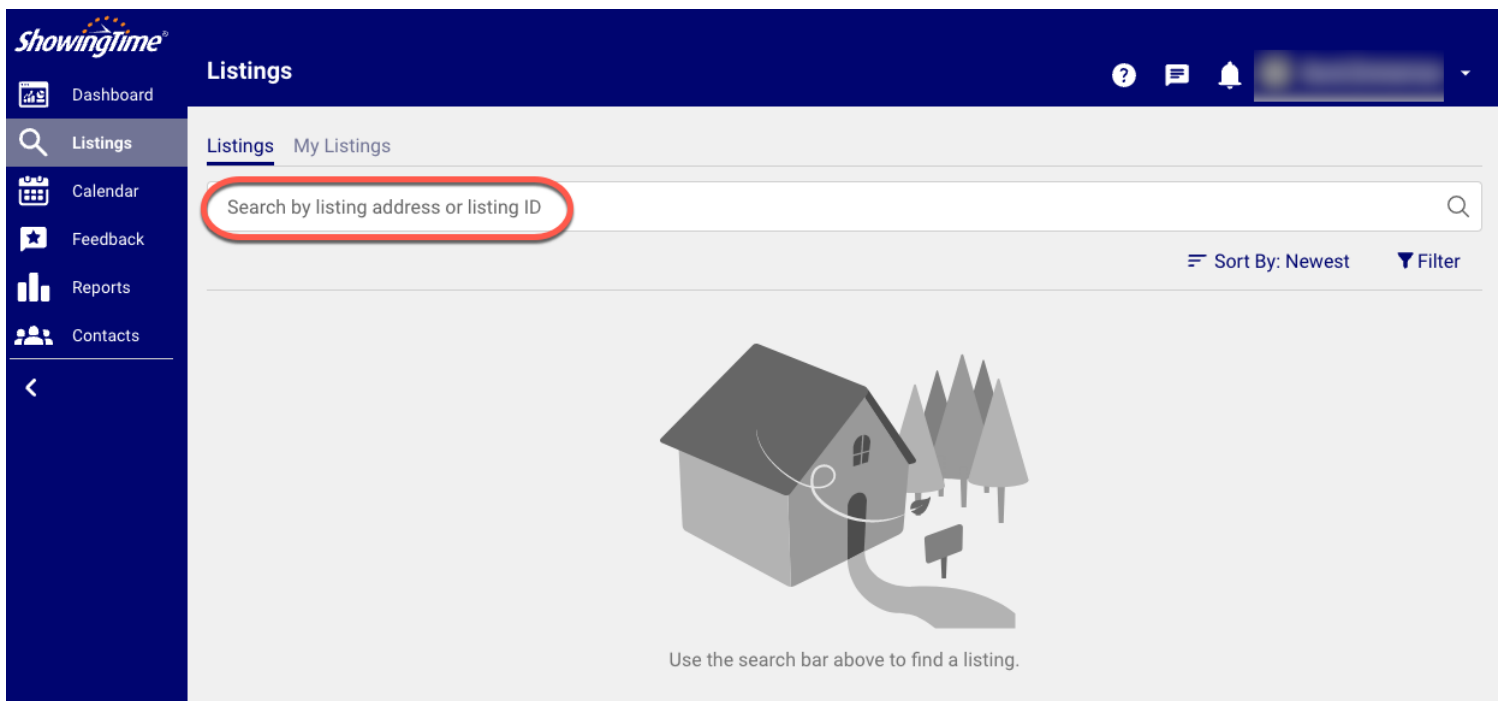 ShowingTime®
Listings
Dashboard
Listings
Calendar
Feedback
Reports
Contacts
Listings My Listings
Search by listing address or listing ID
Sort By: Newest Filter
Use the search bar above to find a listing.